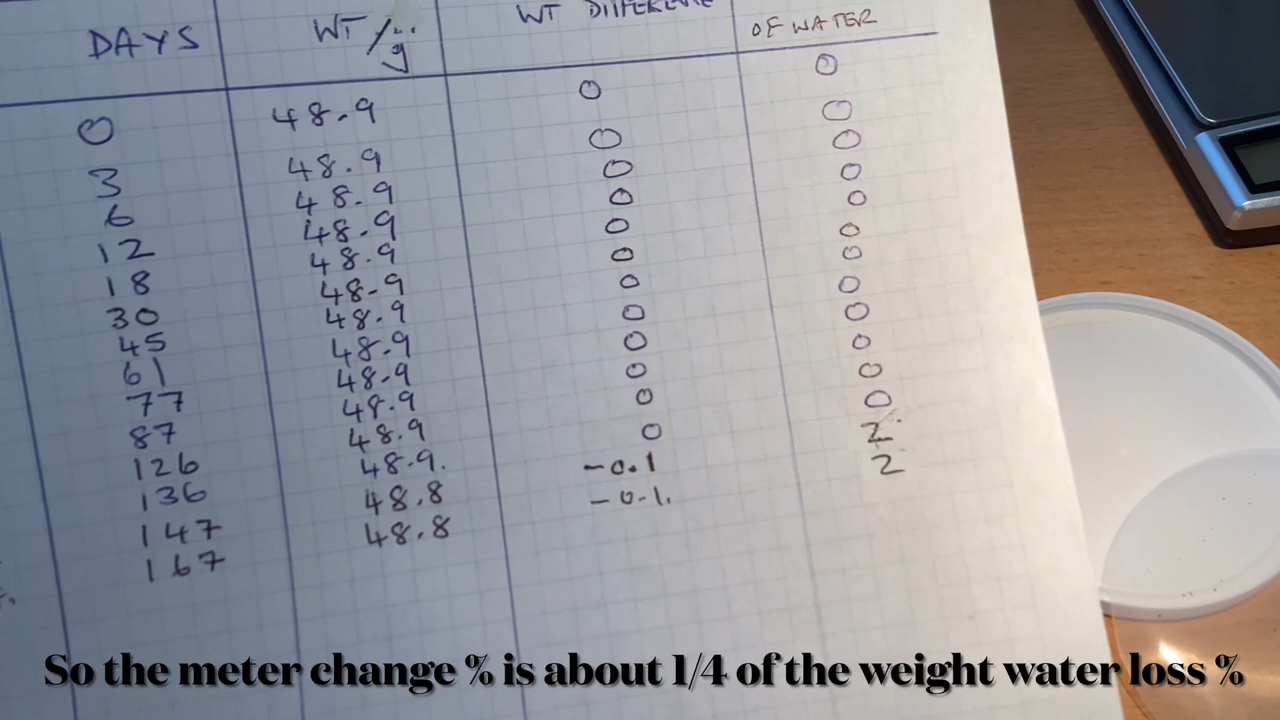 DAYS WT/g WT DIFFERENCE OF WATER
0 48.9 0 0
3 48.9 0 0
6 48.9 0 0
12 48.9 0 0
18 48.9 0 0
30 48.9 0 0
45 48.9 0 0
61 48.9 0 0
77 48.9 0 0
87 48.9 0 0
126 48.9 0 0
136 48.9. 0 0
147 48.8 -0.1 2
167 48.8 -0.1. 2
So the meter change % is about 1/4 of the weight water loss %